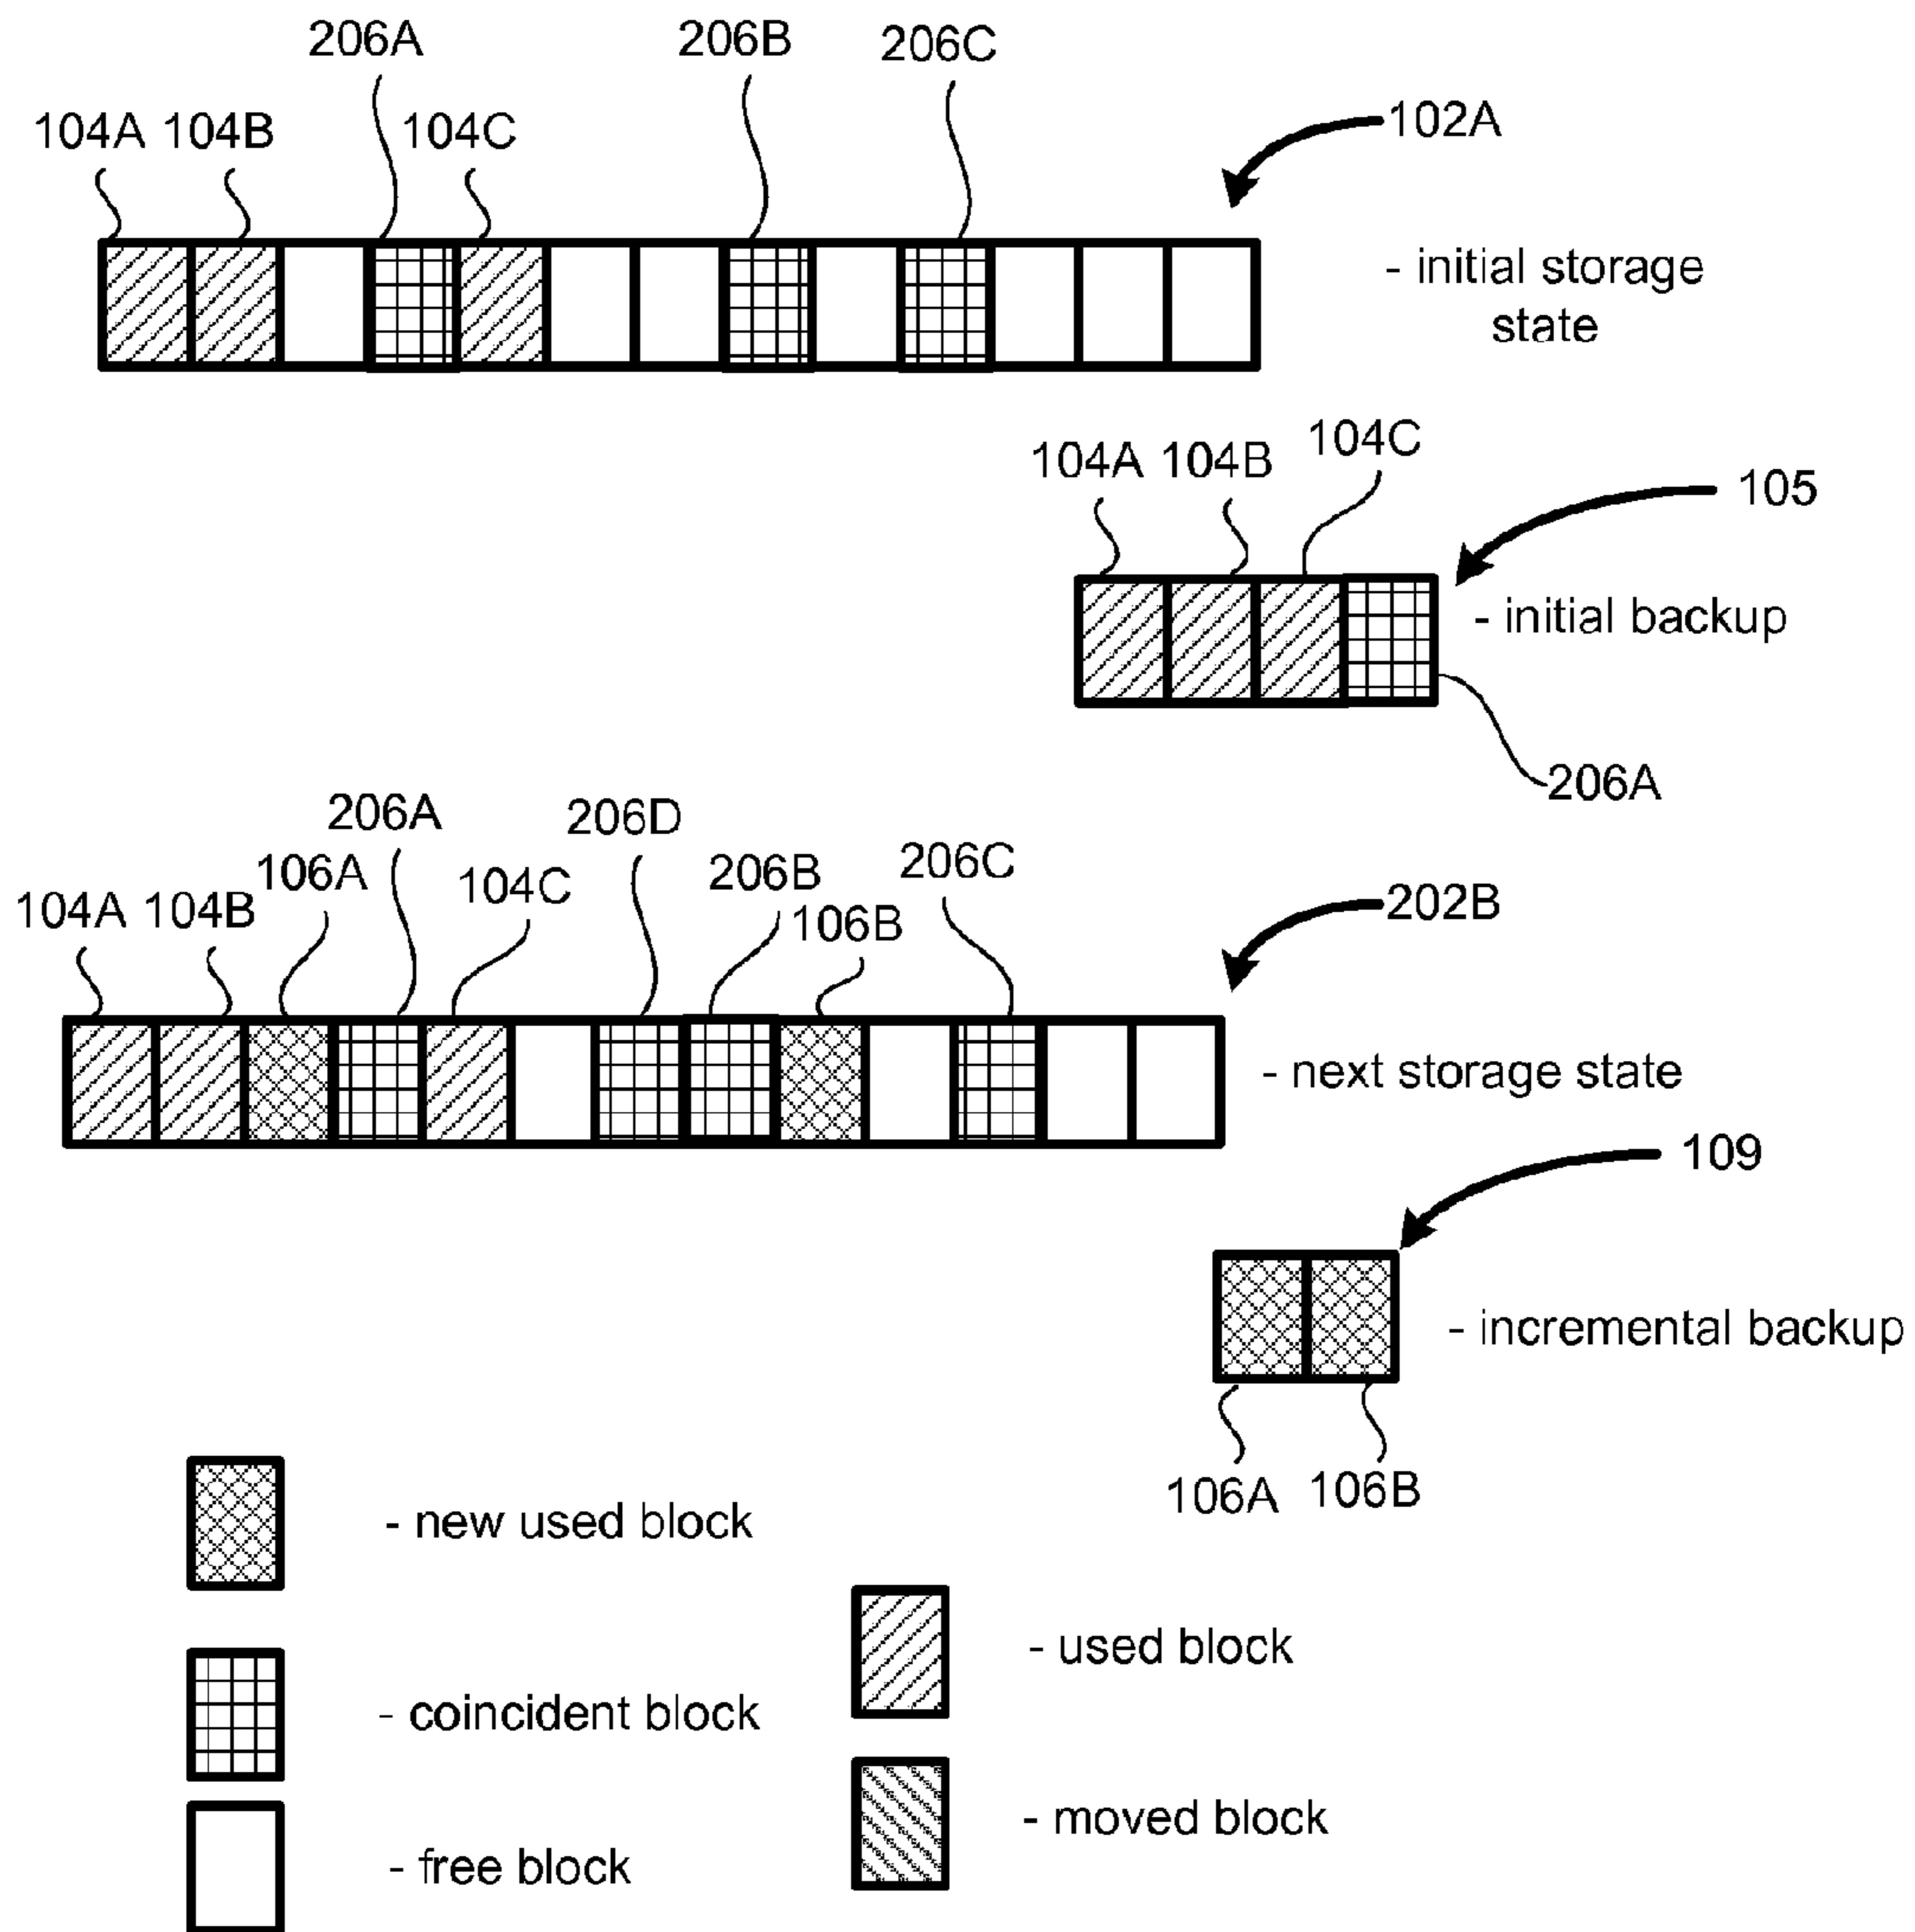 206A 206B 206C
104A 104B 104C 102A
- initial storage
state
104A 104B 104C 105
- initial backup
206A
206A 206D
104A 104B 106A 104C 206B 106B 206C 202B
- next storage state
109
- incremental backup
106A 106B
- new used block
- used block
- coincident block
- moved block
- free block